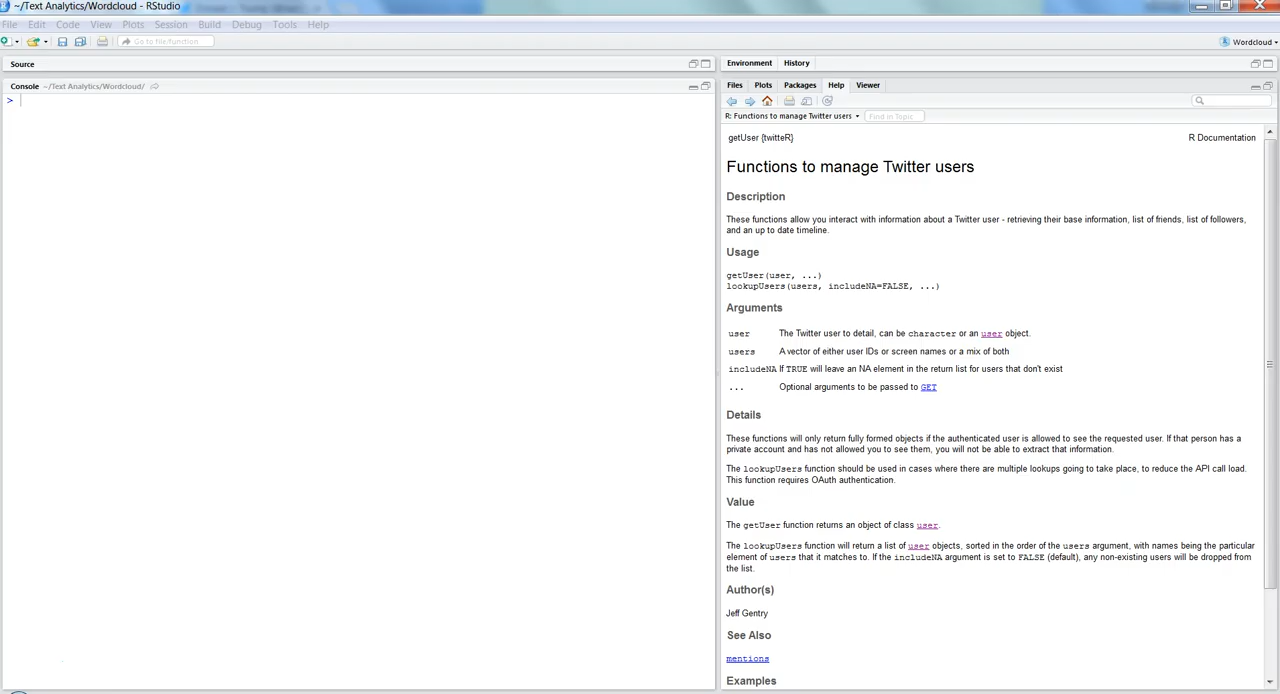 ~/Text Analytics/Wordcloud - RStudio
File Edit Code View Plots Session Build Debug Tools Help
Go to file/function
Wordcloud
Source
Console ~/Text Analytics/Wordcloud/
>
Environment History
Files Plots Packages Help Viewer
R: Functions to manage Twitter users Find in Topic
getUser {twitteR} R Documentation
Functions to manage Twitter users
Description
These functions allow you interact with information about a Twitter user - retrieving their base information, list of friends, list of followers,
and an up to date timeline.
Usage
getUser(user, ...)
lookupUsers(users, includeNA=FALSE, ...)
Arguments
user The Twitter user to detail, can be character or an user object.
users A vector of either user IDs or screen names or a mix of both
includeNA If TRUE will leave an NA element in the return list for users that don't exist
... Optional arguments to be passed to GET
Details
These functions will only return fully formed objects if the authenticated user is allowed to see the requested user. If that person has a
private account and has not allowed you to see them, you will not be able to extract that information.
The lookupUsers function should be used in cases where there are multiple lookups going to take place, to reduce the API call load.
This function requires OAuth authentication.
Value
The getUser function returns an object of class user.
The lookupUsers function will return a list of user objects, sorted in the order of the users argument, with names being the particular
element of users that it matches to. If the includeNA argument is set to FALSE (default), any non-existing users will be dropped from
the list.
Author(s)
Jeff Gentry
See Also
mentions
Examples